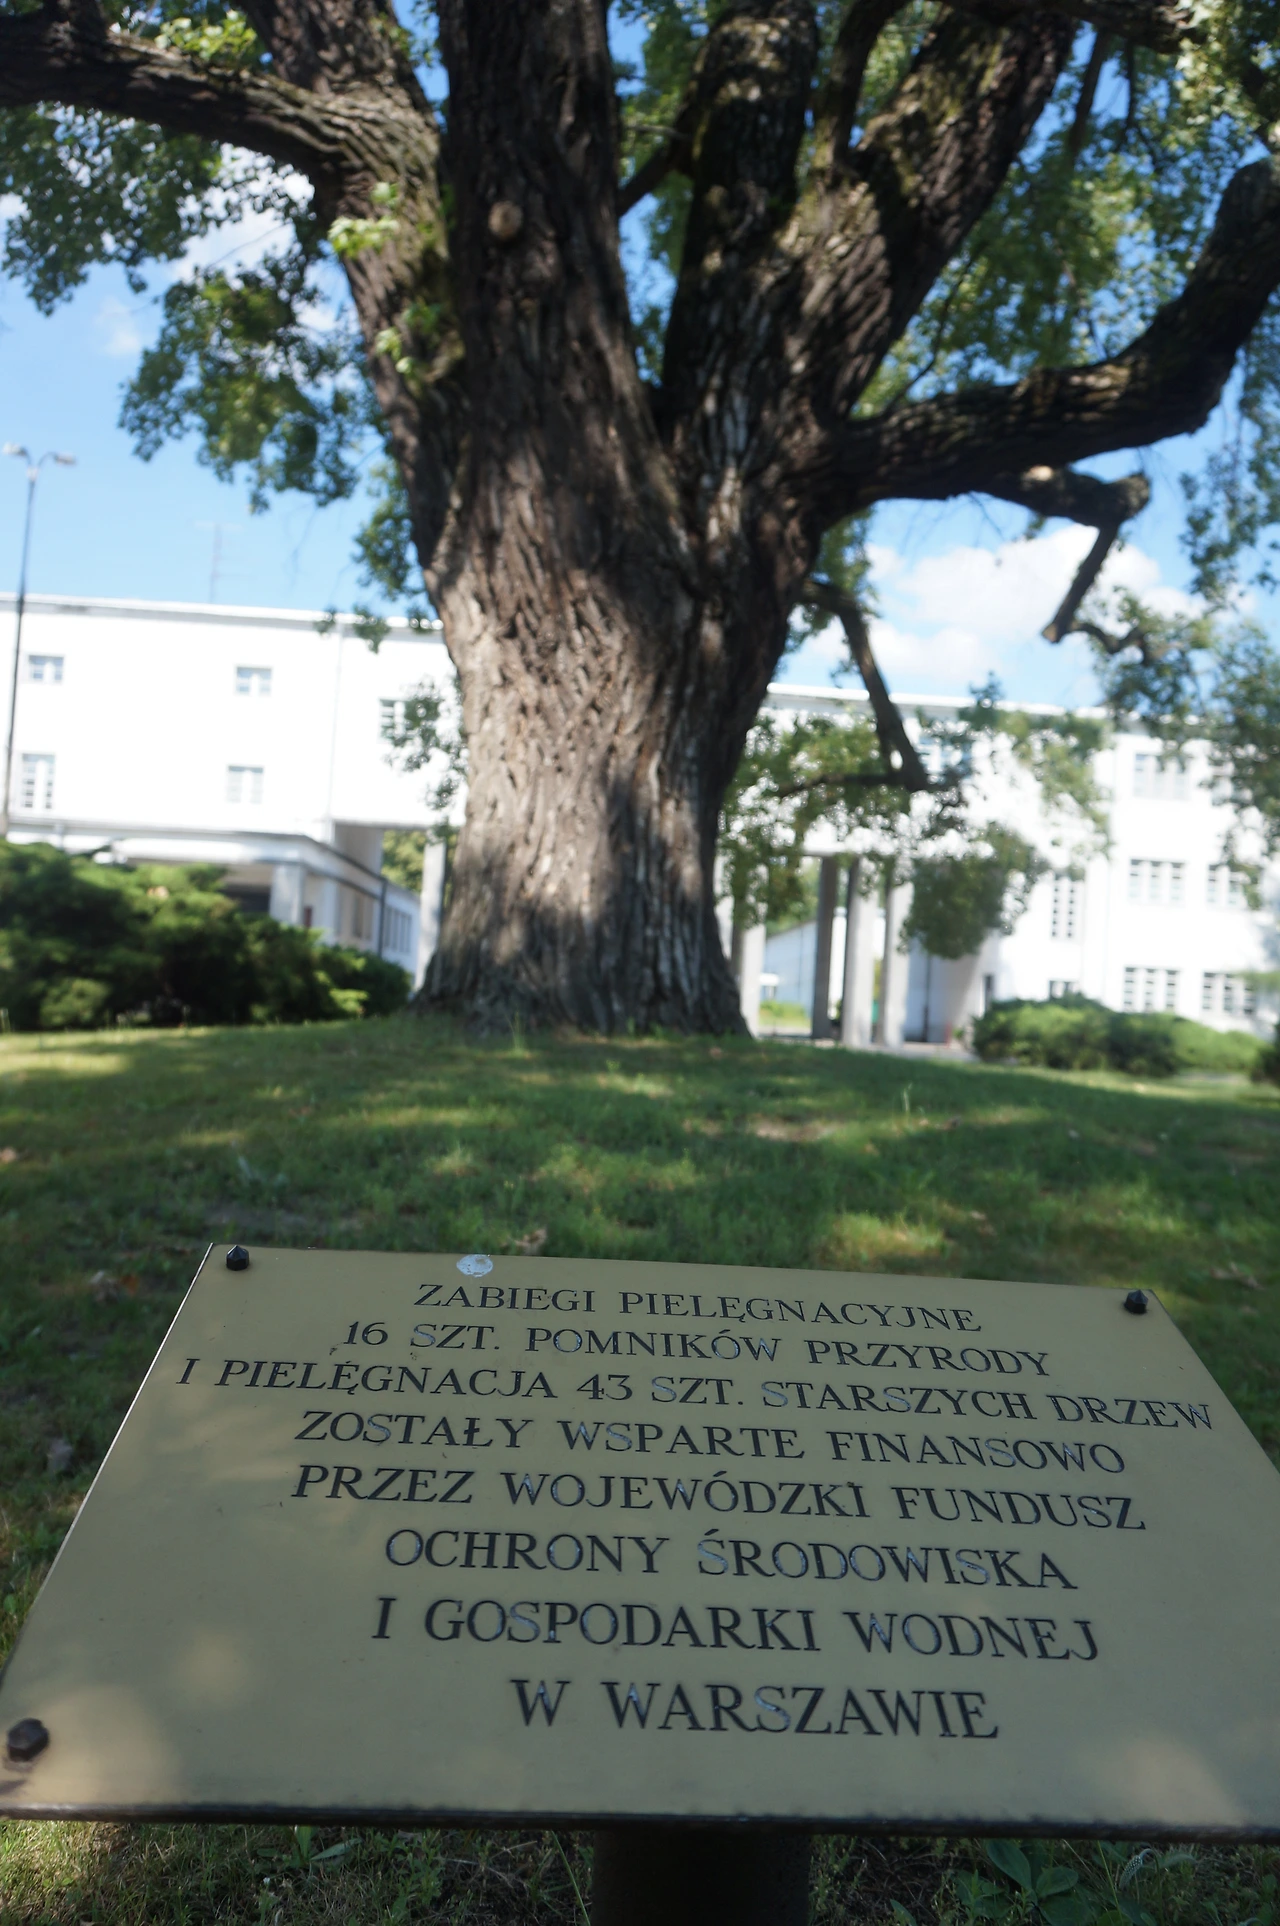 ZABIEGI PIELĘGNACYJNE
16 SZT. POMNIKÓW PRZYRODY
I PIELĘGNACJA 43 SZT. STARSZYCH DRZEW
ZOSTAŁY WSPARTE FINANSOWO
PRZEZ WOJEWÓDZKI FUNDUSZ
OCHRONY ŚRODOWISKA
I GOSPODARKI WODNEJ
W WARSZAWIE